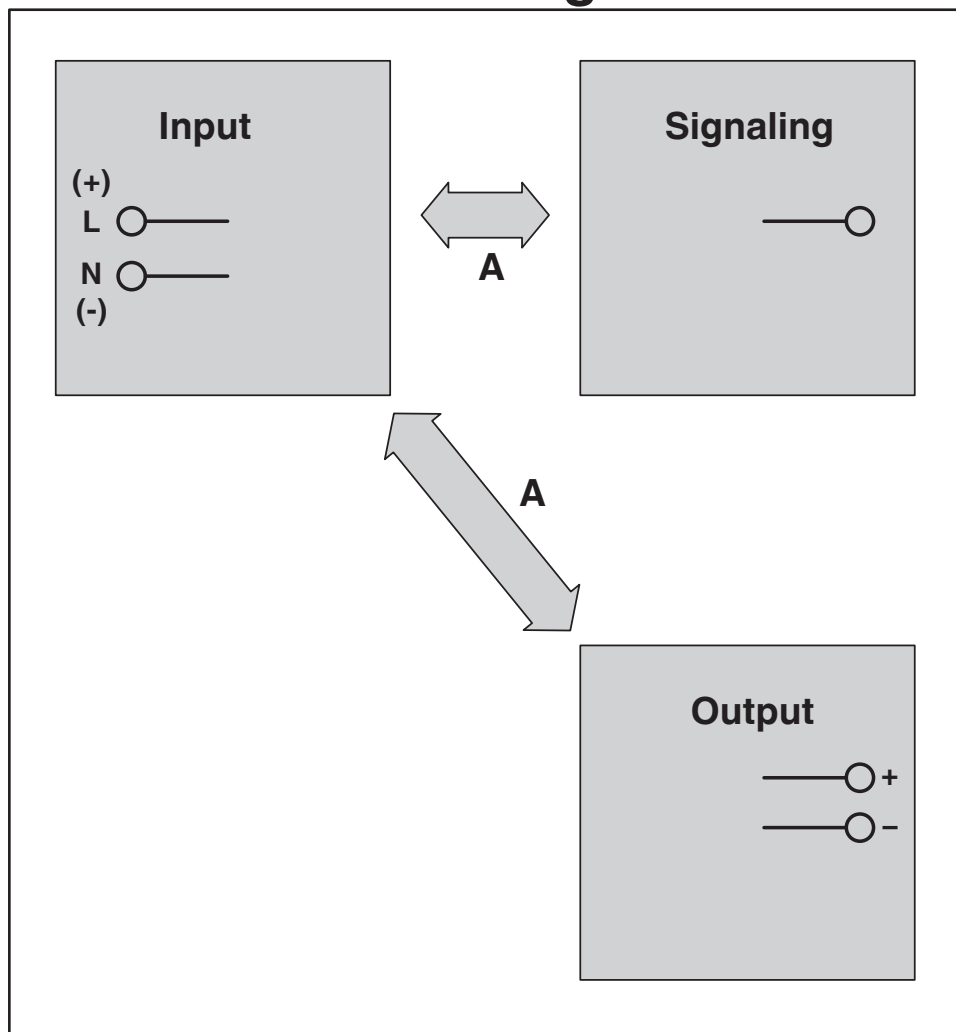 Input
(+)
L
N
(-)
Signaling
A
A
Output
+
–